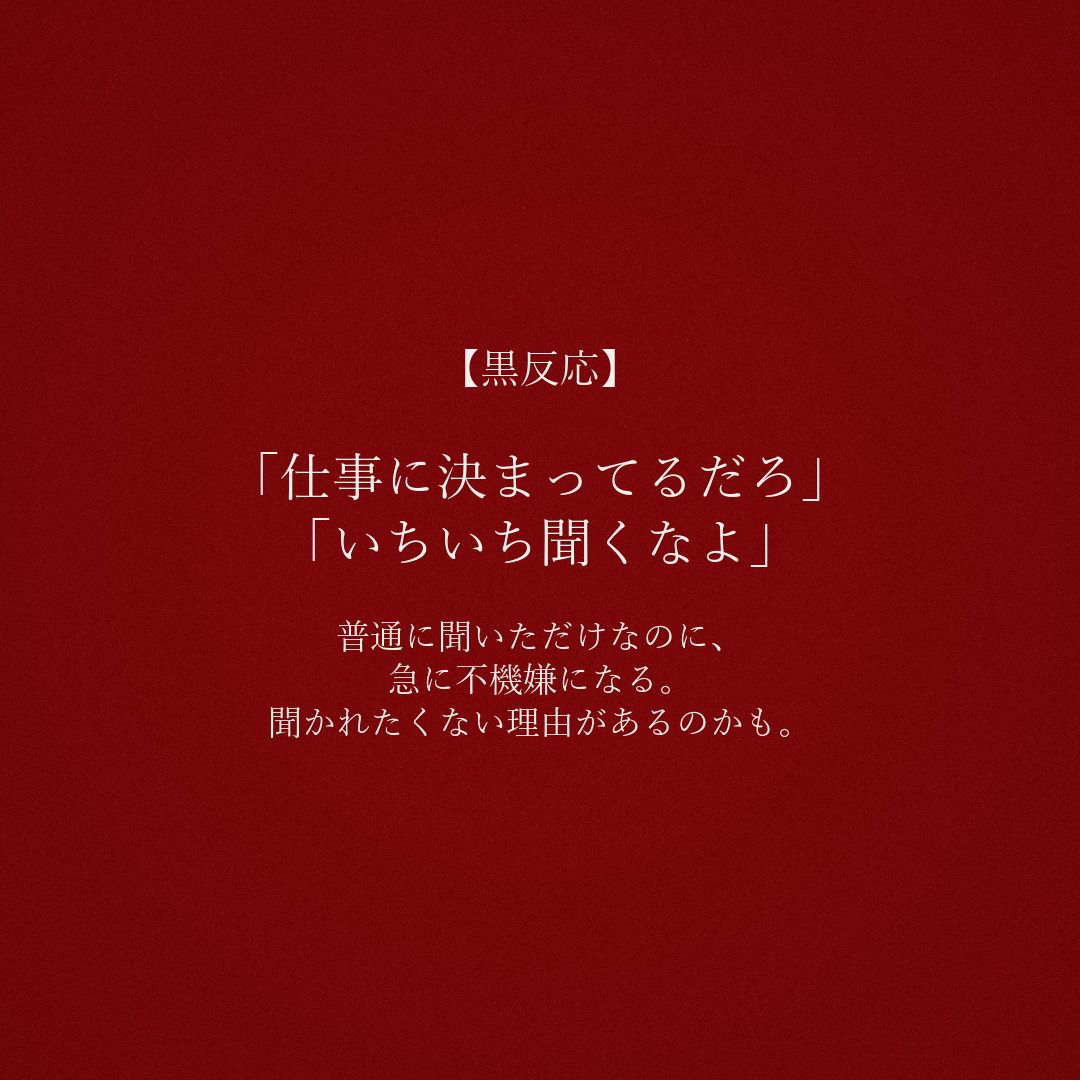 【黒反応】
「仕事に決まってるだろ」
「いちいち聞くなよ」
普通に聞いただけなのに、
急に不機嫌になる。
聞かれたくない理由があるのかも。